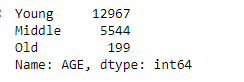 Young     12967
Middle     5544
Old         199
Name: AGE, dtype: int64